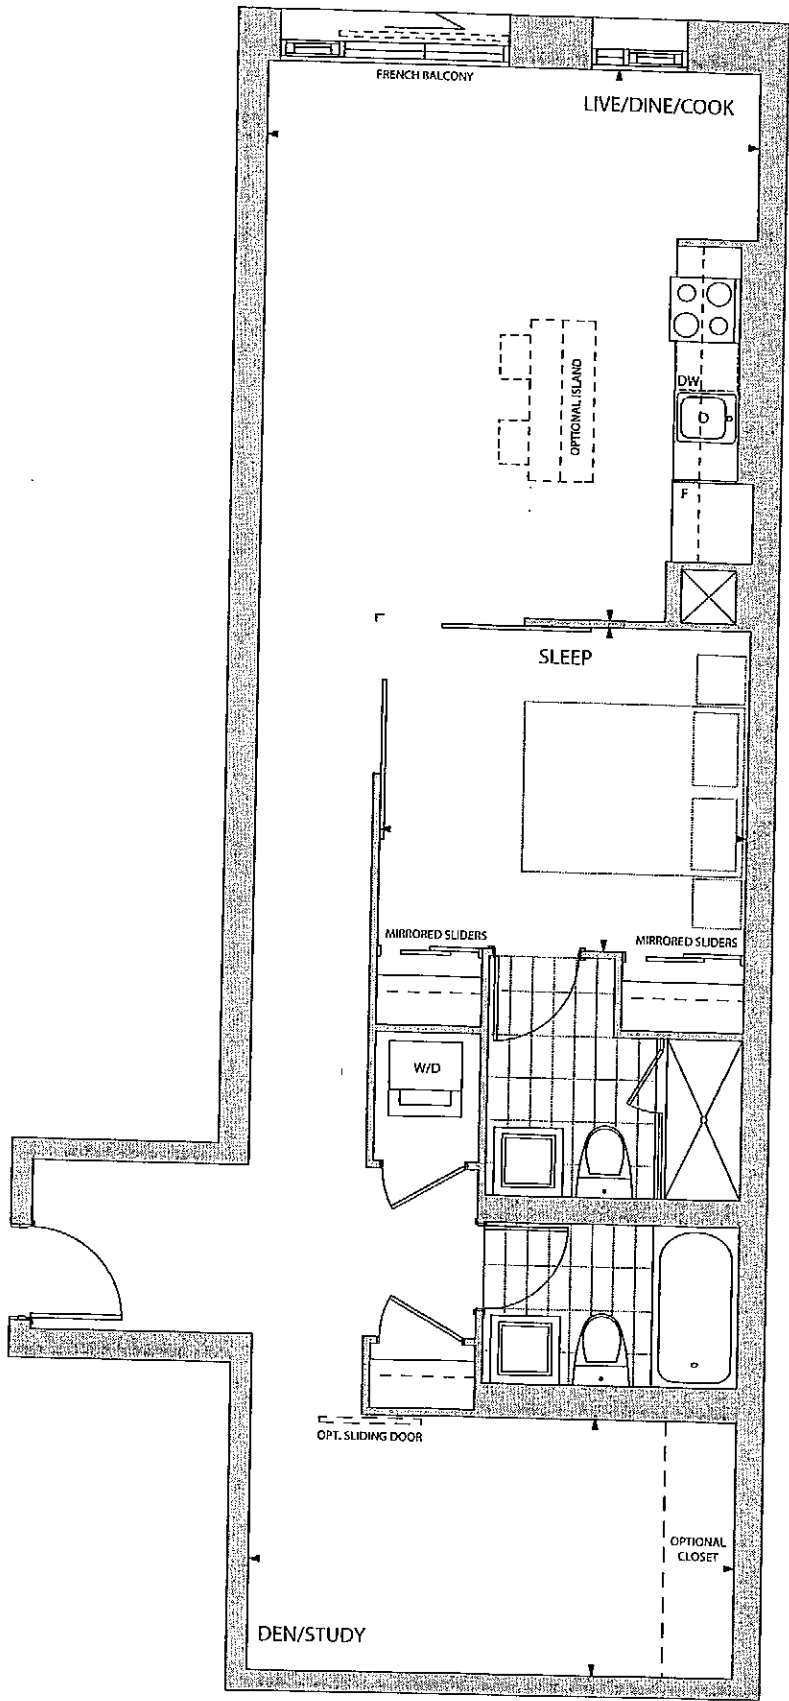 FRENCH BALCONY
LIVE/DINE/COOK
OPTIONAL ISLAND
DW
F
SLEEP
MIRRORED SLIDERS
MIRRORED SLIDERS
W/D
OPT. SLIDING DOOR
OPTIONAL
CLOSET
DEN/STUDY